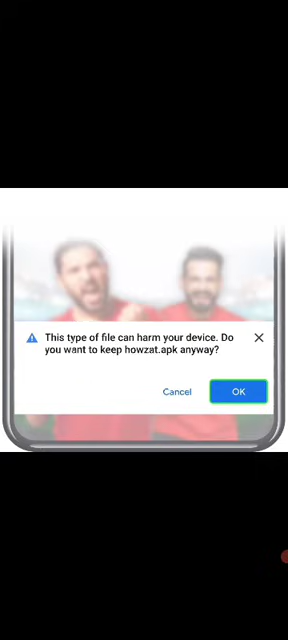 This type of file can harm your device. Do
you want to keep howzat.apk anyway?
Cancel
OK